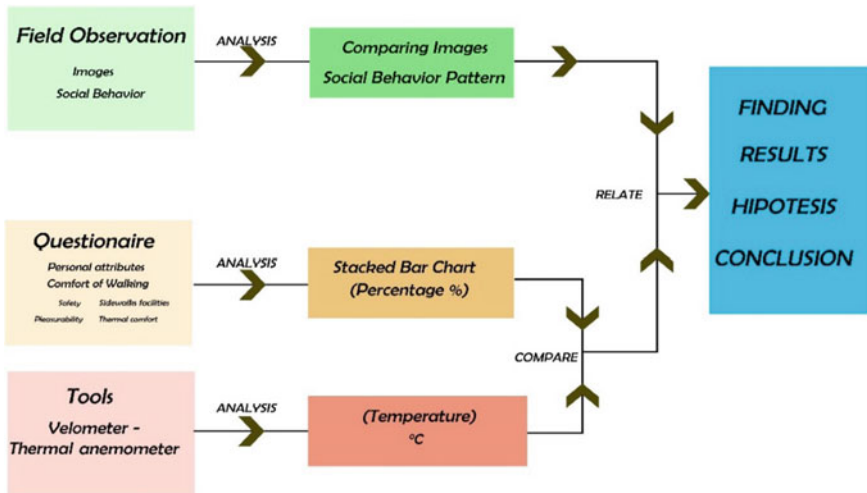 Field Observation
Images
Social Behavior
ANALYSIS
Comparing Images
Social Behavior Pattern
Questionaire
Personal attributes
Comfort of Walking
Safety Sidewalks facilities
Pleasurability Thermal comfort
ANALYSIS
Stacked Bar Chart
(Percentage %)
Tools
Velometer -
Thermal anemometer
ANALYSIS
(Temperature)
°C
COMPARE
RELATE
FINDING
RESULTS
HIPOTESIS
CONCLUSION